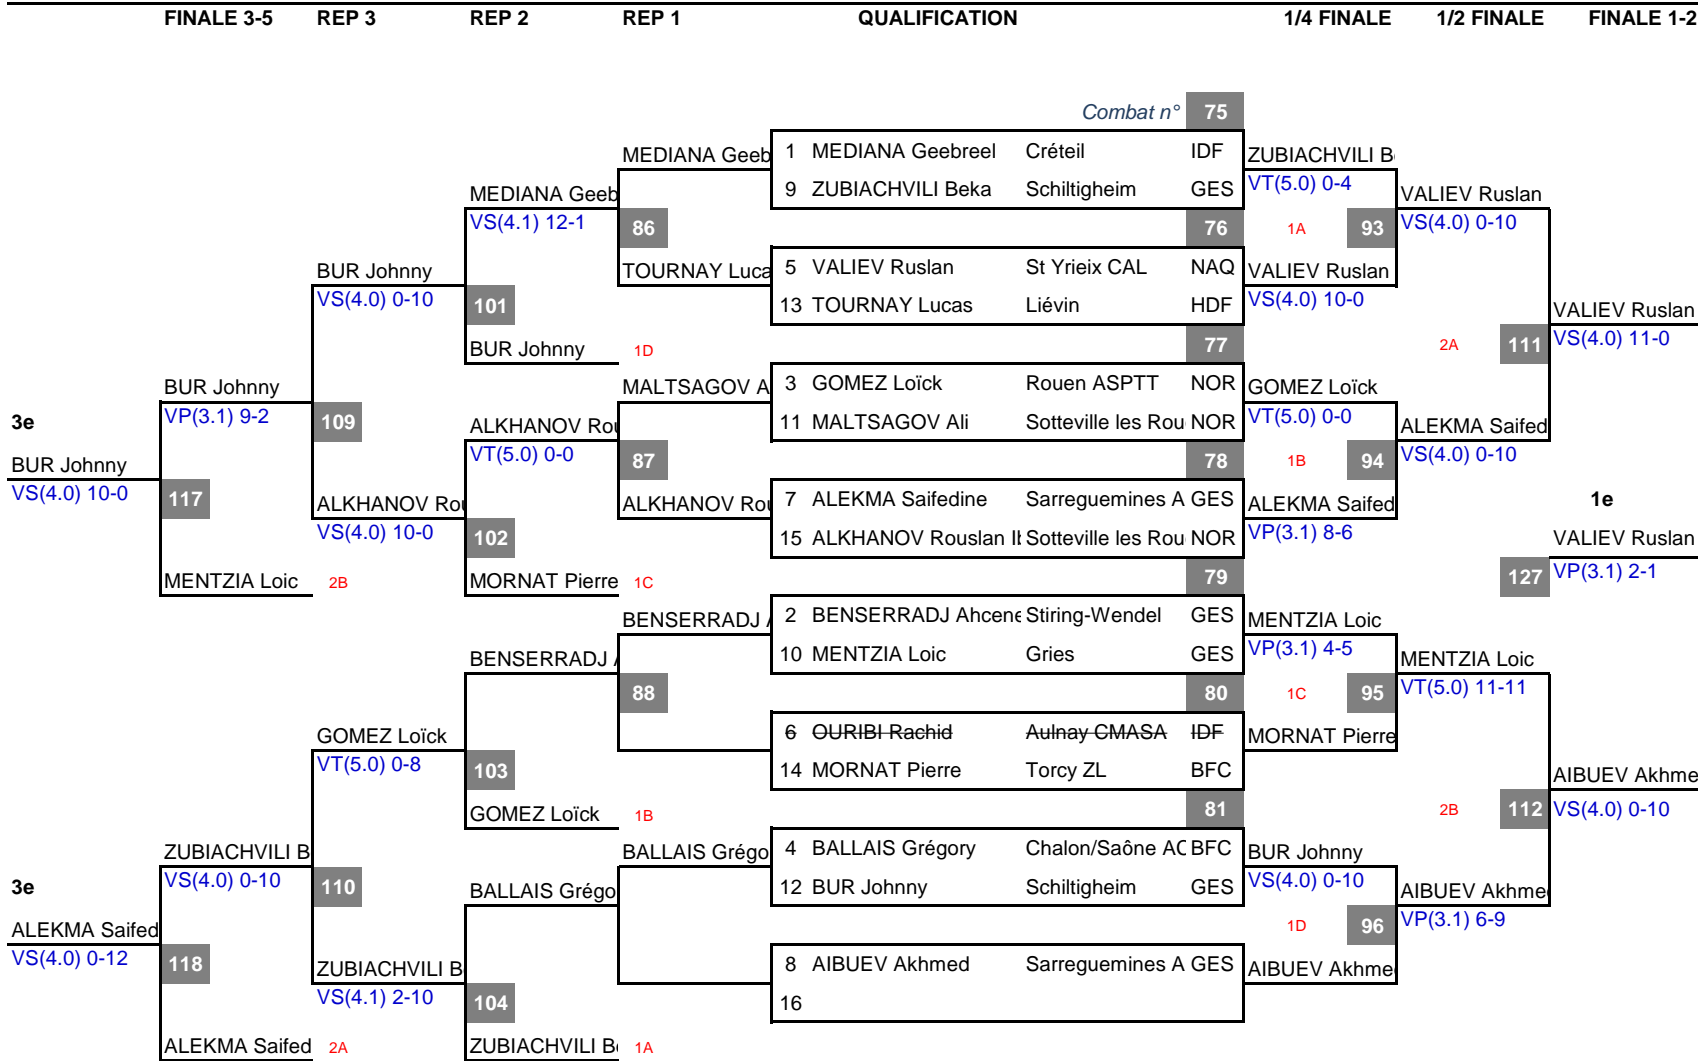 FINALE 3-5 REP 3 REP 2 REP 1 QUALIFICATION 1/4 FINALE 1/2 FINALE FINALE 1-2
Combat n° 75
MEDIANA Geeb 1 MEDIANA Geebreel Créteil IDF ZUBIACHVILI B
MEDIANA Geeb 9 ZUBIACHVILI Beka Schiltigheim GES VT(5.0) 0-4 VALIEV Ruslan
VS(4.1) 12-1 86 76 1A 93 VS(4.0) 0-10
BUR Johnny TOURNAY Luca 5 VALIEV Ruslan St Yrieix CAL NAQ VALIEV Ruslan
VS(4.0) 0-10 101 13 TOURNAY Lucas Liévin HDF VS(4.0) 10-0 VALIEV Ruslan
BUR Johnny 1D 77 2A 111 VS(4.0) 11-0
BUR Johnny MALTSAGOV A 3 GOMEZ Loïck Rouen ASPTT NOR GOMEZ Loïck
3e VP(3.1) 9-2 109 ALKHANOV Rou 11 MALTSAGOV Ali Sotteville les Rou NOR VT(5.0) 0-0 ALEKMA Saifed
BUR Johnny VT(5.0) 0-0 87 78 1B 94 VS(4.0) 0-10
VS(4.0) 10-0 117 ALKHANOV Rou ALKHANOV Rou 7 ALEKMA Saifedine Sarreguemines A GES ALEKMA Saifed 1e
VS(4.0) 10-0 102 15 ALKHANOV Rouslan Sotteville les Rou NOR VP(3.1) 8-6 VALIEV Ruslan
MENTZIA Loic 2B MORNAT Pierre 1C 79 127 VP(3.1) 2-1
BENSERRADJ 2 BENSERRADJ Ahcene Stiring-Wendel GES MENTZIA Loic
BENSERRADJ 10 MENTZIA Loic Gries GES VP(3.1) 4-5 MENTZIA Loic
88 80 1C 95 VT(5.0) 11-11
GOMEZ Loïck 6 OURIBI Rachid Aulnay CMASA IDF MORNAT Pierre
VT(5.0) 0-8 103 14 MORNAT Pierre Torcy ZL BFC AIBUEV Akhme
GOMEZ Loïck 1B 81 2B 112 VS(4.0) 0-10
ZUBIACHVILI B BALLAIS Grégo 4 BALLAIS Grégory Chalon/Saône AC BFC BUR Johnny
3e VS(4.0) 0-10 110 BALLAIS Grégo 12 BUR Johnny Schiltigheim GES VS(4.0) 0-10 AIBUEV Akhme
ALEKMA Saifed 1D 96 VP(3.1) 6-9
VS(4.0) 0-12 118 ZUBIACHVILI B 8 AIBUEV Akhmed Sarreguemines A GES AIBUEV Akhme
VS(4.1) 2-10 104 16
ALEKMA Saifed 2A ZUBIACHVILI B 1A